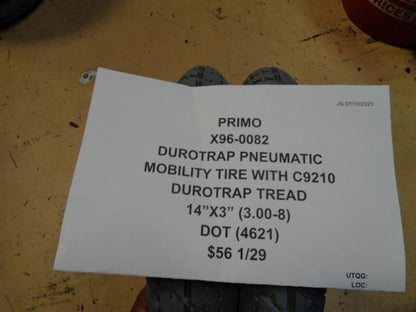 RICES
JG 07/10/2023
PRIMO
X96-0082
DUROTRAP PNEUMATIC
MOBILITY TIRE WITH C9210
DUROTRAP TREAD
14”X3” (3.00-8)
DOT (4621)
$56 1/29
UTQG:
LOC: